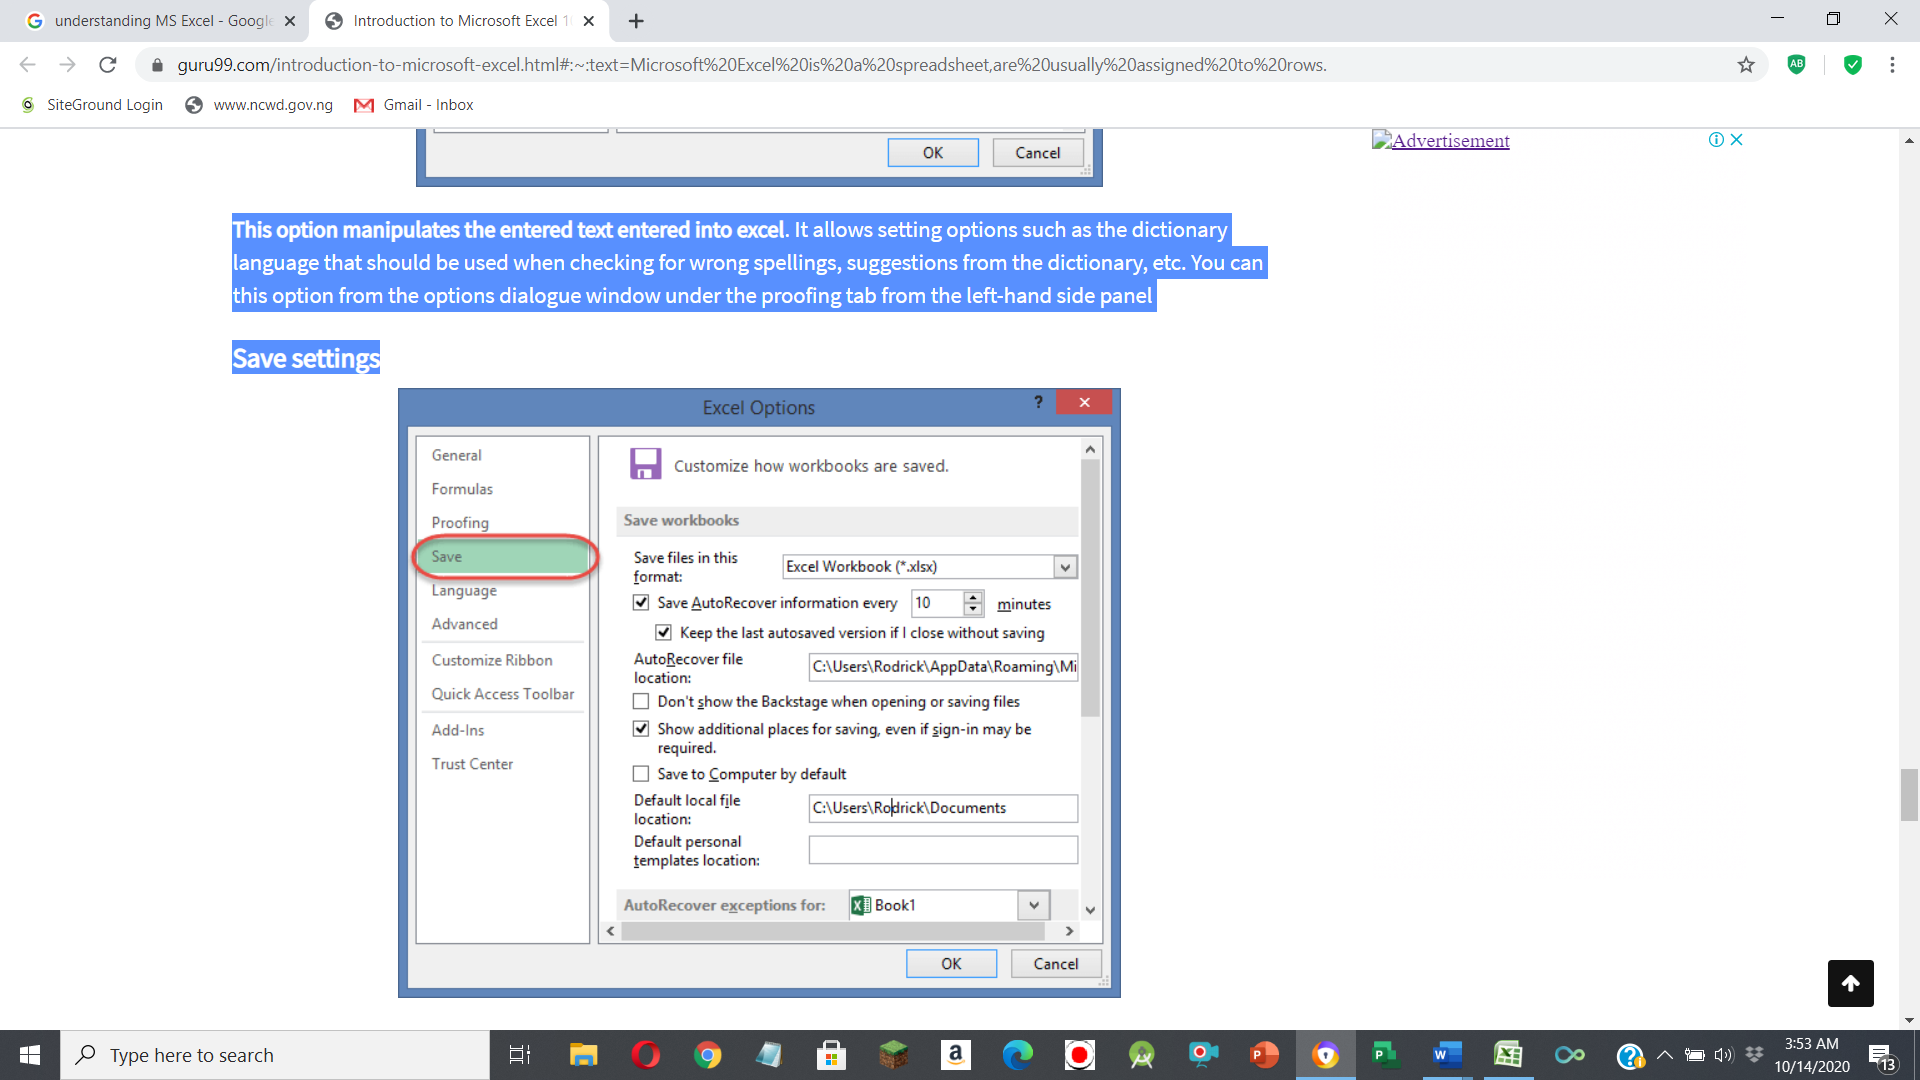 understanding MS Excel - Google
Introduction to Microsoft Excel 1
guru99.com/introduction-to-microsoft-excel.html#:~:text=Microsoft%20Excel%20is%20a%20spreadsheet,are%20usually%20assigned%20to%20rows.
AB
SiteGround Login
www.ncwd.gov.ng
Gmail - Inbox
OK
Cancel
Advertisement
This option manipulates the entered text entered into excel. It allows setting options such as the dictionary
language that should be used when checking for wrong spellings, suggestions from the dictionary, etc. You can
this option from the options dialogue window under the proofing tab from the left-hand side panel
Save settings
Excel Options
?
General
Formulas
Proofing
Save
Language
Advanced
Customize Ribbon
Quick Access Toolbar
Add-Ins
Trust Center
Customize how workbooks are saved.
Save workbooks
Save files in this
format:
Excel Workbook (*.xlsx)
Save AutoRecover information every
10
minutes
Keep the last autosaved version if I close without saving
AutoRecover file
location:
C:\Users\Rodrick\AppData\Roaming\Mi
Don't show the Backstage when opening or saving files
Show additional places for saving, even if sign-in may be
required.
Save to Computer by default
Default local file
location:
C:\Users\Rodrick\Documents
Default personal
templates location:
AutoRecover exceptions for:
Book1
OK
Cancel
Type here to search
3:53 AM
10/14/2020
13